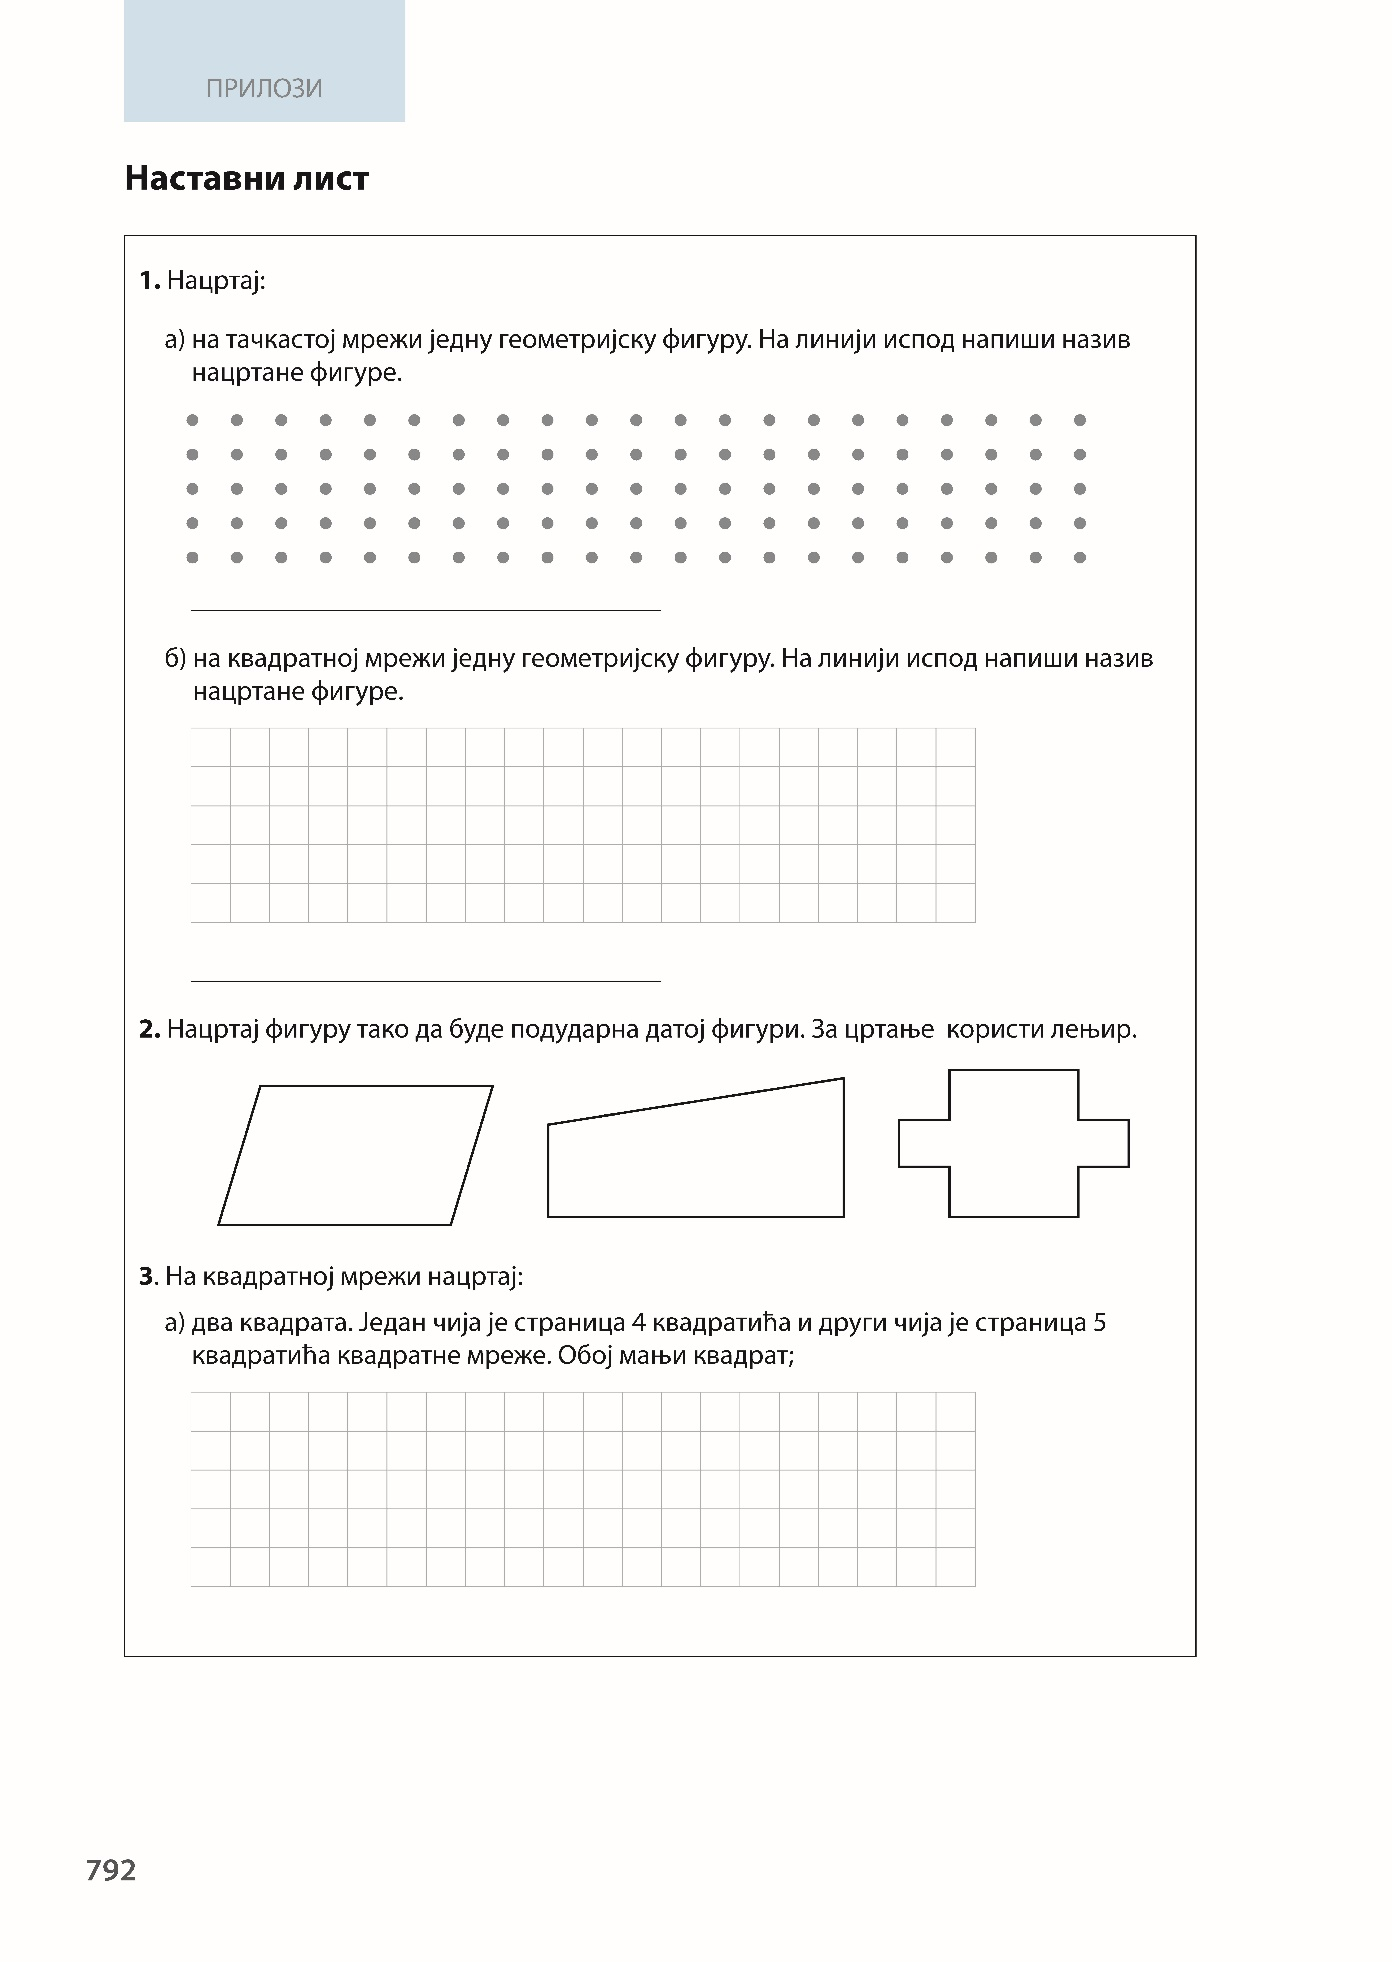 ПРИЛОЗИ
Наставни лист
1. Нацртај:
а) на тачкастој мрежи једну геометријску фигуру. На линији испод напиши назив
нацртане фигуре.
б) на квадратној мрежи једну геометријску фигуру. На линији испод напиши назив
нацртане фигуре.
2. Нацртај фигуру тако да буде подударна датој фигури. За цртање користи лењир.
3. На квадратној мрежи нацртај:
а) два квадрата. Један чија је страница 4 квадратића и други чија је страница 5
квадратића квадратне мреже. Обој мањи квадрат;
792